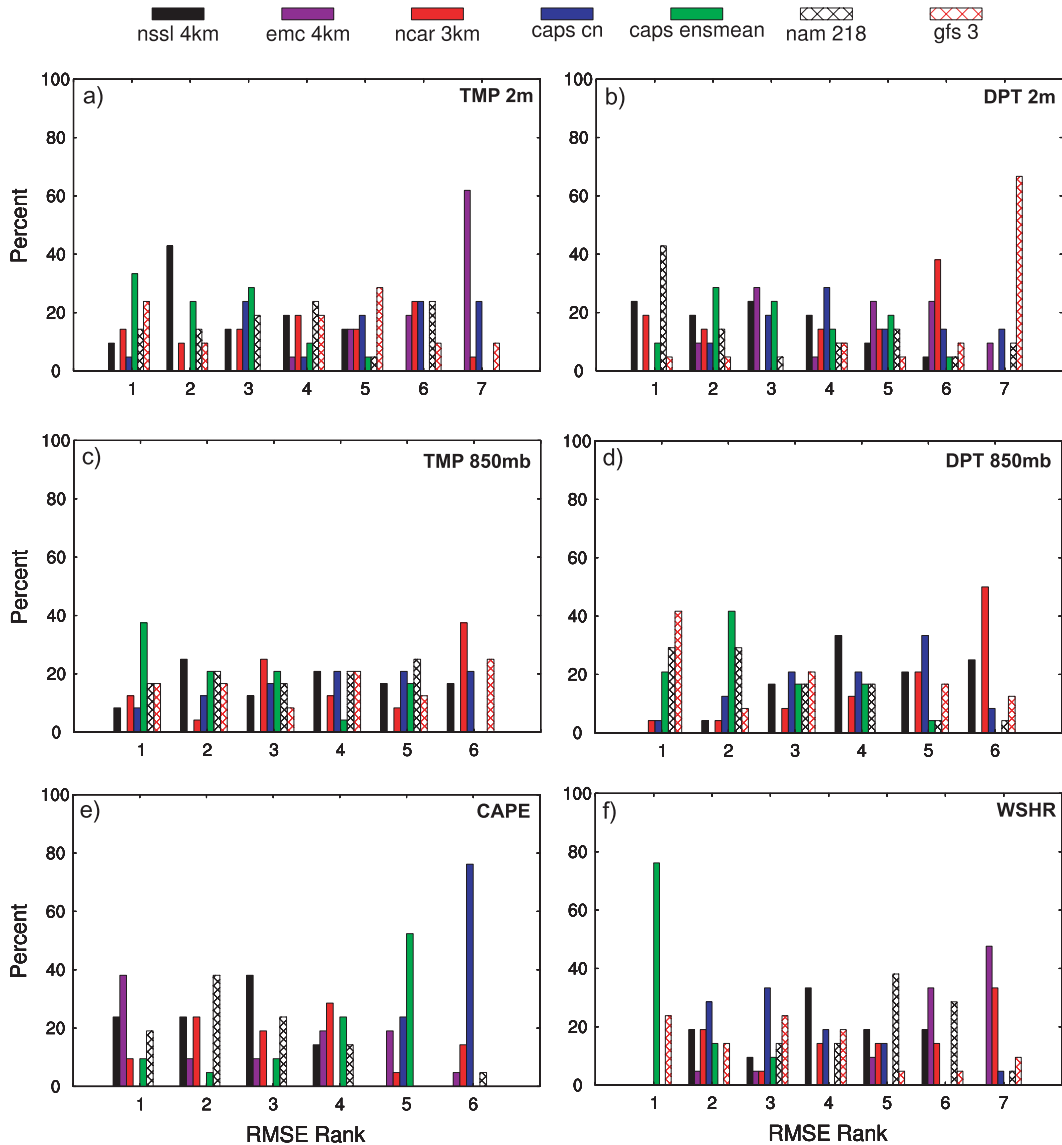 nssl 4km emc 4km ncar 3km caps cn caps ensmean nam 218 gfs 3
a) TMP 2m
Percent
100
80
60
40
20
0
1 2 3 4 5 6 7
b) DPT 2m
100
80
60
40
20
0
1 2 3 4 5 6 7
c) TMP 850mb
Percent
100
80
60
40
20
0
1 2 3 4 5 6
d) DPT 850mb
100
80
60
40
20
0
1 2 3 4 5 6
e) CAPE
Percent
100
80
60
40
20
0
1 2 3 4 5 6
RMSE Rank
f) WSHR
100
80
60
40
20
0
1 2 3 4 5 6 7
RMSE Rank